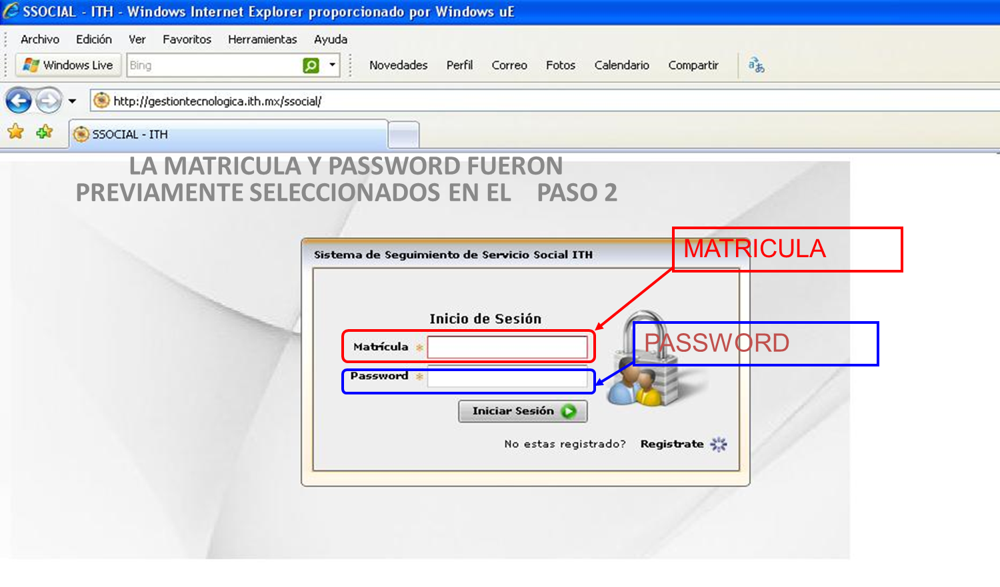 SSOCIAL - ITH - Windows Internet Explorer proporcionado por Windows uE
Archivo Edición Ver Favoritos Herramientas Ayuda
Windows Live Bing Novedades Perfil Correo Fotos Calendario Compartir
http://gestiontecnologica.ith.mx/ssocial/
SSOCIAL - ITH
LA MATRICULA Y PASSWORD FUERON
PREVIAMENTE SELECCIONADOS EN EL PASO 2
MATRICULA
Sistema de Seguimiento de Servicio Social ITH
Inicio de Sesión
PASSWORD
Matrícula *
Password *
Iniciar Sesión
No estas registrado? Registrate